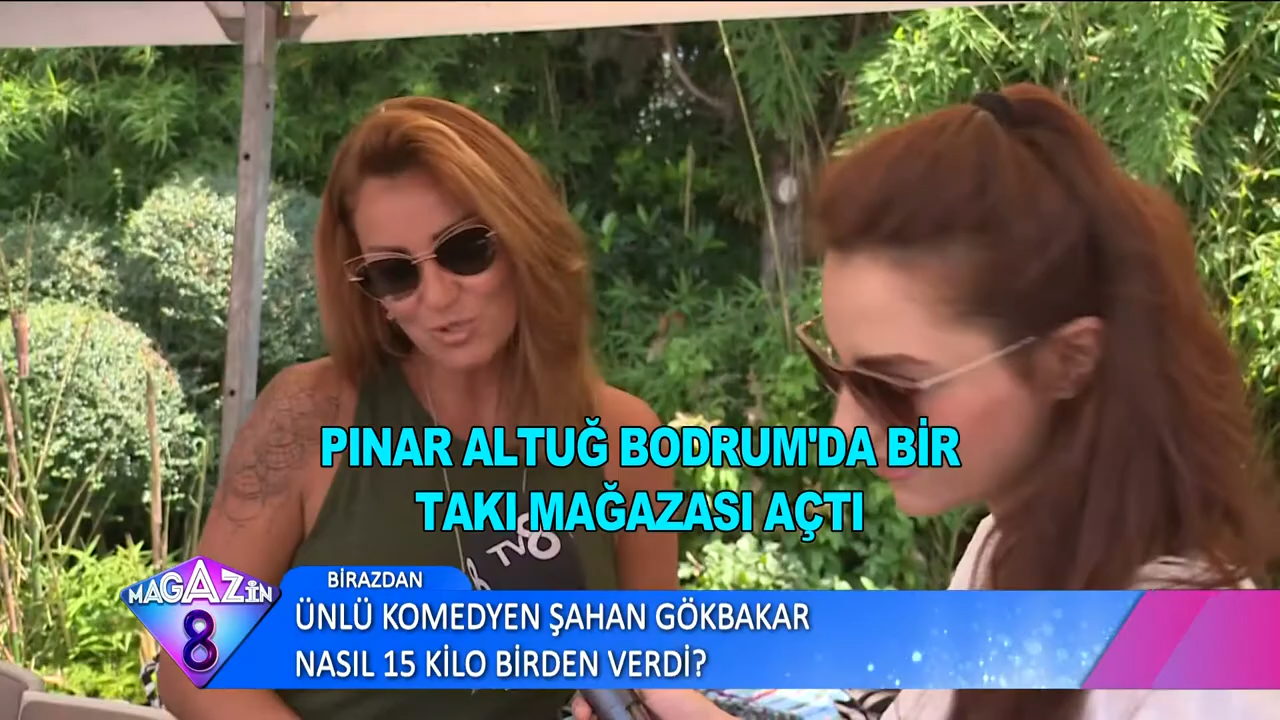 PINAR ALTUĞ BODRUM'DA BİR
TAKI MAĞAZASI AÇTI
TV8
BİRAZDAN
MAGAZİN
8
ÜNLÜ KOMEDYEN ŞAHAN GÖKBAKAR
NASIL 15 KİLO BİRDEN VERDİ?